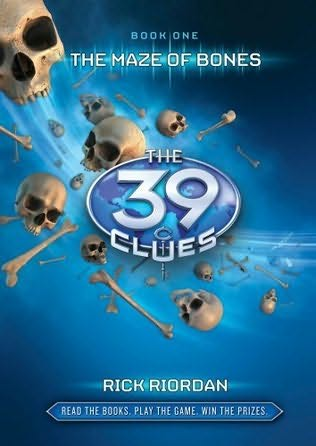 BOOK ONE
THE MAZE OF BONES
THE
39
CLUES
RICK RIORDAN
READ THE BOOKS. PLAY THE GAME. WIN THE PRIZES.